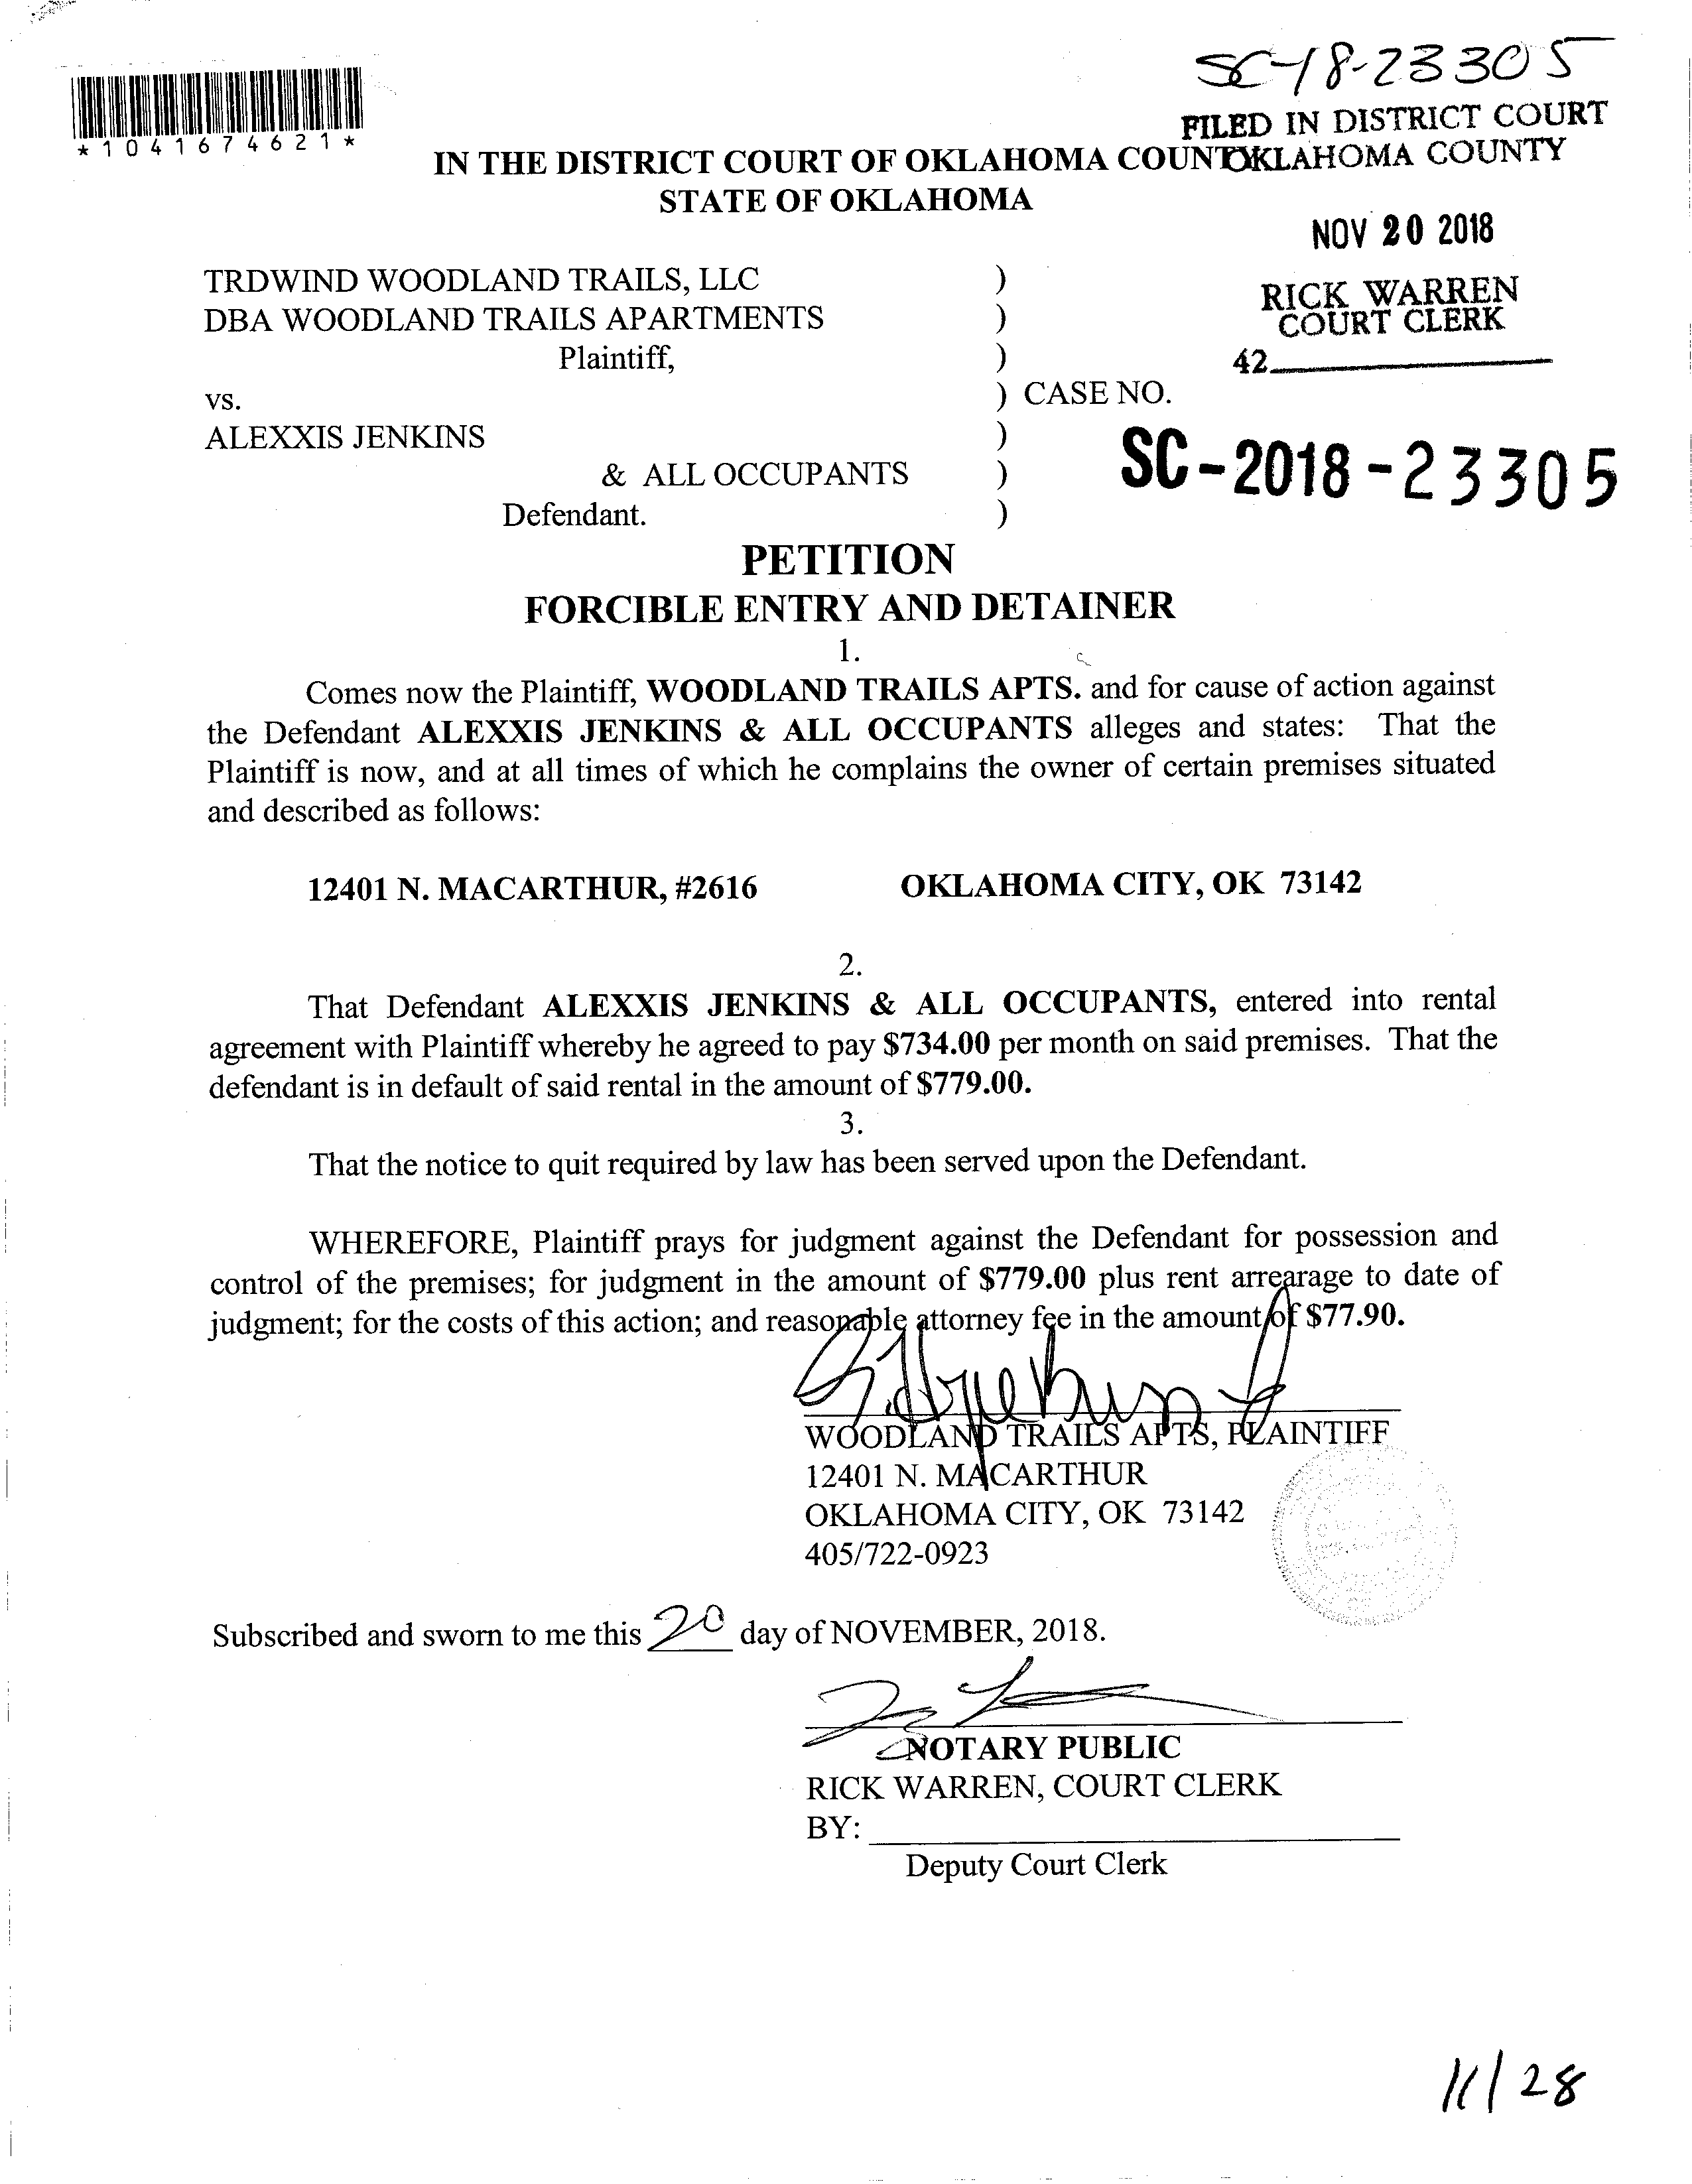 SC-18-23305
*1041674621*
FILED IN DISTRICT COURT
OKLAHOMA COUNTY
IN THE DISTRICT COURT OF OKLAHOMA COUNTY
STATE OF OKLAHOMA
NOV 20 2018
RICK WARREN
COURT CLERK
42
TRDWIND WOODLAND TRAILS, LLC )
DBA WOODLAND TRAILS APARTMENTS )
Plaintiff, )
vs. ) CASE NO.
ALEXXIS JENKINS )
& ALL OCCUPANTS )
Defendant. )
SC-2018-23305
PETITION
FORCIBLE ENTRY AND DETAINER
1.
Comes now the Plaintiff, WOODLAND TRAILS APTS. and for cause of action against
the Defendant ALEXXIS JENKINS & ALL OCCUPANTS alleges and states: That the
Plaintiff is now, and at all times of which he complains the owner of certain premises situated
and described as follows:
12401 N. MACARTHUR, #2616 OKLAHOMA CITY, OK 73142
2.
That Defendant ALEXXIS JENKINS & ALL OCCUPANTS, entered into rental
agreement with Plaintiff whereby he agreed to pay $734.00 per month on said premises. That the
defendant is in default of said rental in the amount of $779.00.
3.
That the notice to quit required by law has been served upon the Defendant.
WHEREFORE, Plaintiff prays for judgment against the Defendant for possession and
control of the premises; for judgment in the amount of $779.00 plus rent arrearage to date of
judgment; for the costs of this action; and reasonable attorney fee in the amount of $77.90.
WOODLAND TRAILS APTS, PLAINTIFF
12401 N. MACARTHUR
OKLAHOMA CITY, OK 73142
405/722-0923
Subscribed and sworn to me this 20 day of NOVEMBER, 2018.
NOTARY PUBLIC
RICK WARREN, COURT CLERK
BY:
Deputy Court Clerk
11/28